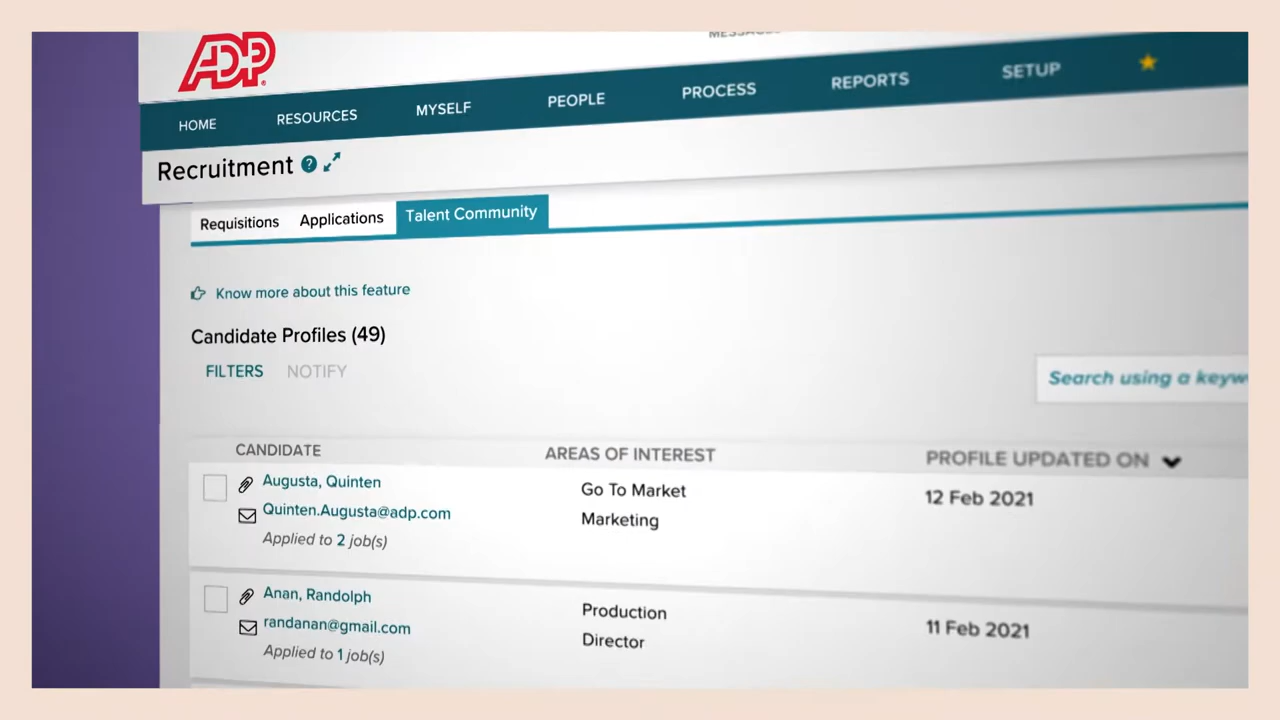 ADP
HOME RESOURCES MYSELF PEOPLE PROCESS REPORTS SETUP
Recruitment ?
Requisitions Applications Talent Community
Know more about this feature
Candidate Profiles (49)
FILTERS NOTIFY
Search using a keyw
CANDIDATE AREAS OF INTEREST PROFILE UPDATED ON
Augusta, Quinten Go To Market 12 Feb 2021
Quinten.Augusta@adp.com Marketing
Applied to 2 job(s)
Anan, Randolph Production 11 Feb 2021
randanan@gmail.com Director
Applied to 1 job(s)